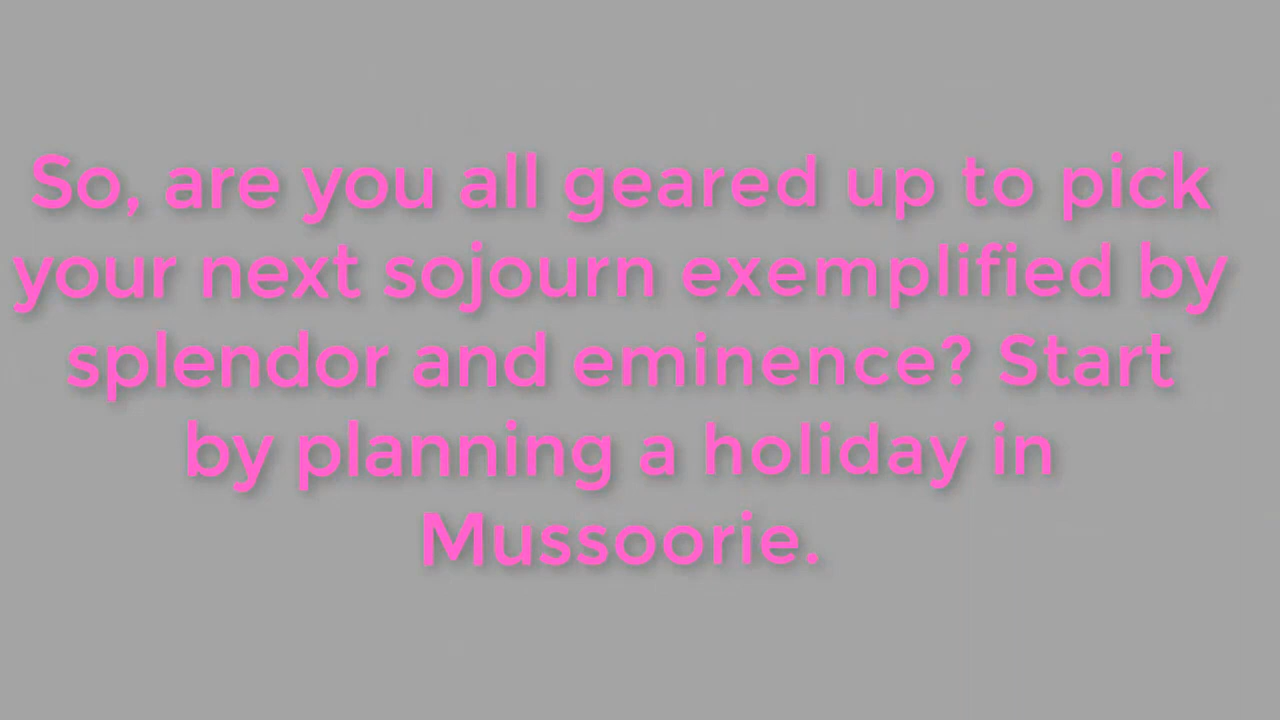 So, are you all geared up to pick
your next sojourn exemplified by
splendor and eminence? Start
by planning a holiday in
Mussoorie.